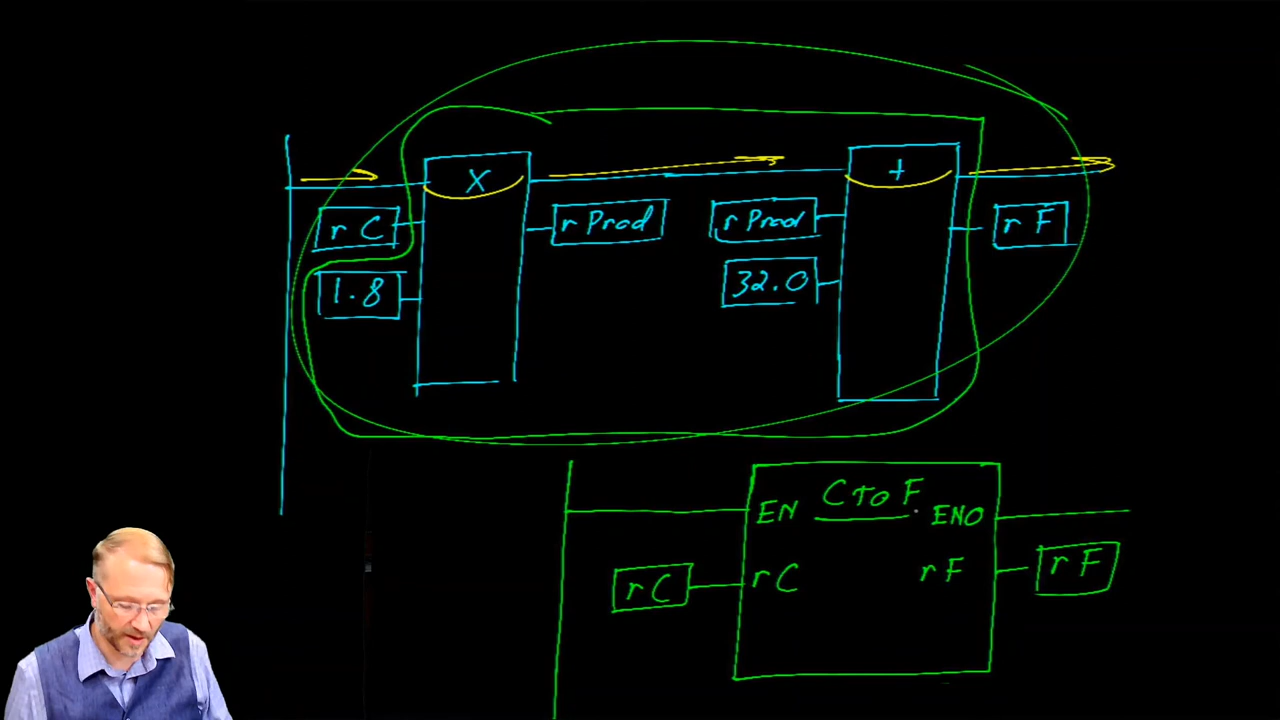 X
+
r C
r Prod
r Prod
r F
1.8
32.0
C to F
EN
ENO
r C
r C
r F
r F